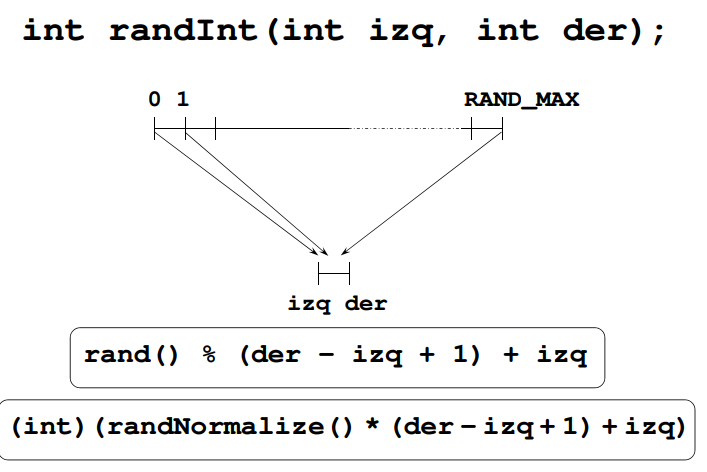 int randInt(int izq, int der);
0 1 RAND_MAX
izq der
rand() % (der - izq + 1) + izq
(int)(randNormalize()*(der-izq+1)+izq)